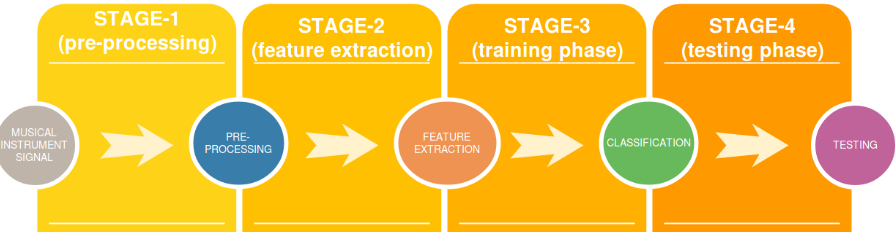 STAGE-1
(pre-processing)
STAGE-2
(feature extraction)
STAGE-3
(training phase)
STAGE-4
(testing phase)
MUSICAL
INSTRUMENT
SIGNAL
PRE-
PROCESSING
FEATURE
EXTRACTION
CLASSIFICATION
TESTING